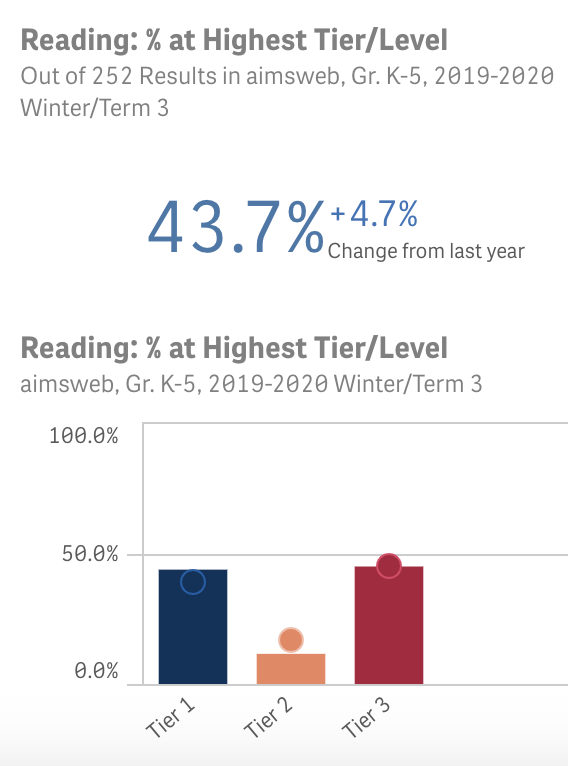 Reading: % at Highest Tier/Level
Out of 252 Results in aimsweb, Gr. K-5, 2019-2020
Winter/Term 3
43.7%
+4.7%
Change from last year
Reading: % at Highest Tier/Level
aimsweb, Gr. K-5, 2019-2020 Winter/Term 3
100.0%
50.0%
0.0%
Tier 1
Tier 2
Tier 3